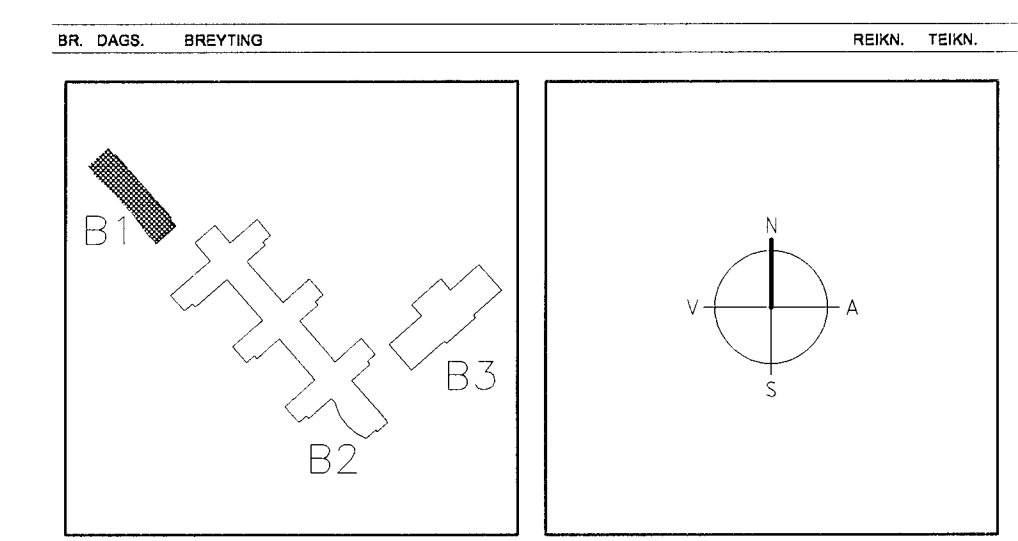 BR. DAGS. BREYTING REIKN. TEIKN.
B1
B2
B3
N
V A
S